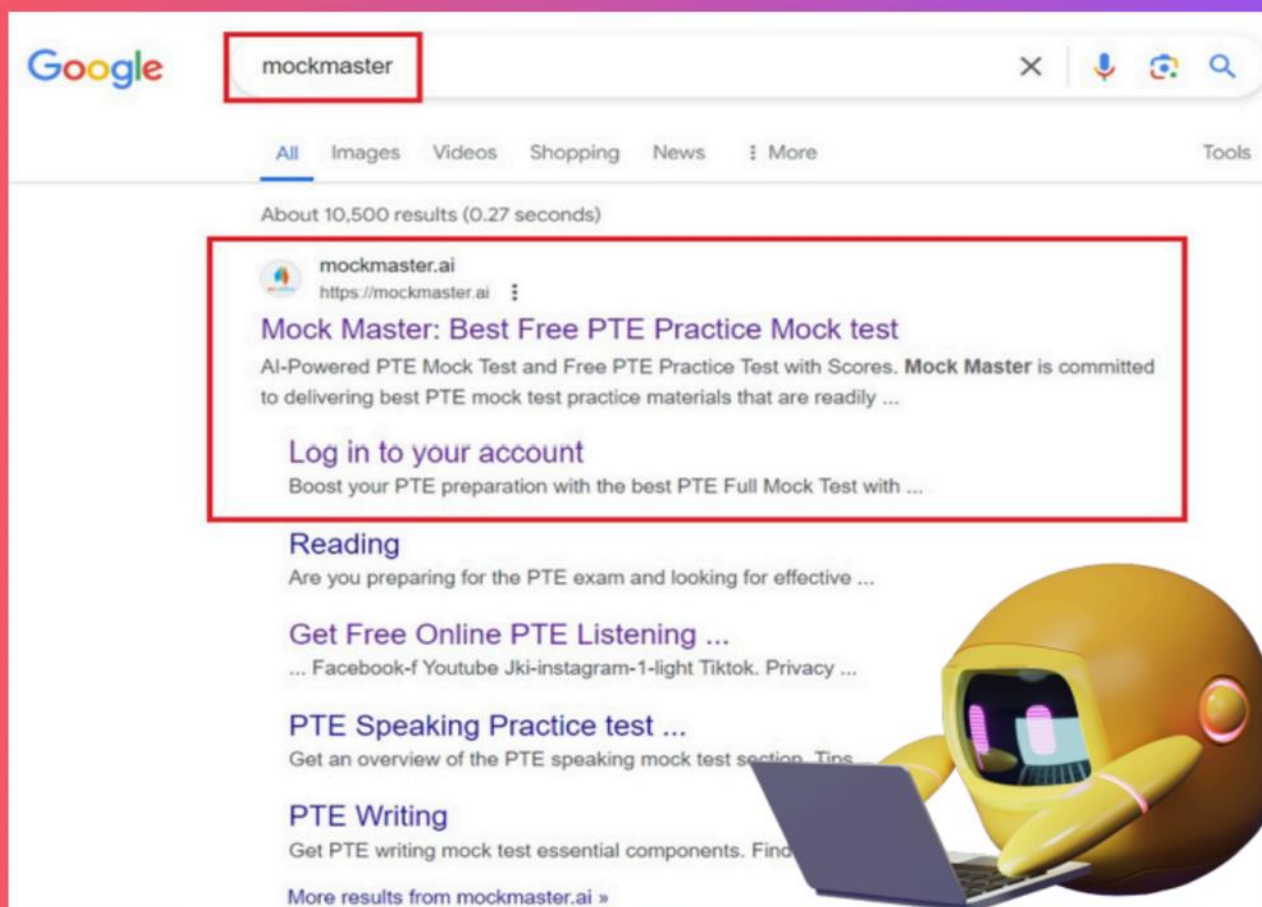 Google
mockmaster
All Images Videos Shopping News More Tools
About 10,500 results (0.27 seconds)
mockmaster.ai
https://mockmaster.ai
Mock Master: Best Free PTE Practice Mock test
AI-Powered PTE Mock Test and Free PTE Practice Test with Scores. Mock Master is committed
to delivering best PTE mock test practice materials that are readily ...
Log in to your account
Boost your PTE preparation with the best PTE Full Mock Test with ...
Reading
Are you preparing for the PTE exam and looking for effective ...
Get Free Online PTE Listening ...
... Facebook-f Youtube Jki-instagram-1-light Tiktok. Privacy ...
PTE Speaking Practice test ...
Get an overview of the PTE speaking mock test section. Tips
PTE Writing
Get PTE writing mock test essential components. Find
More results from mockmaster.ai »